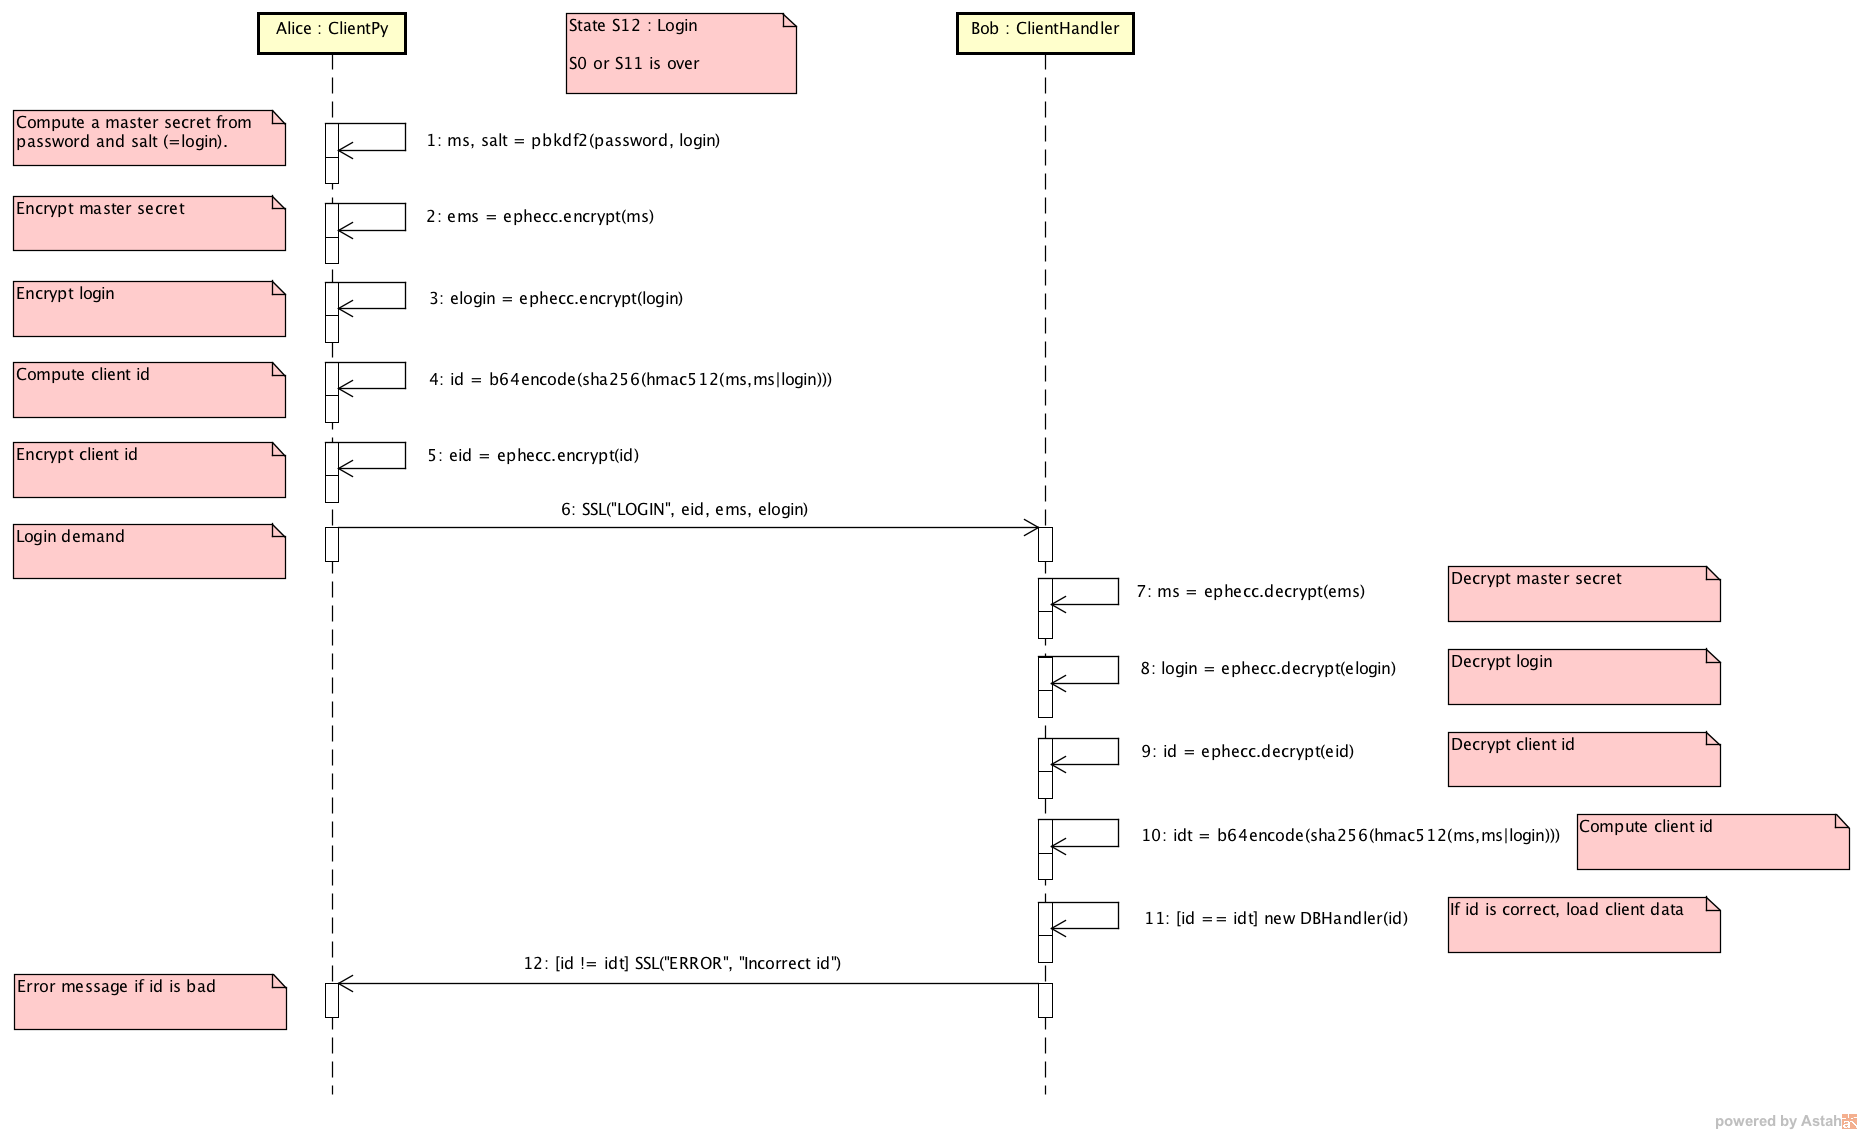 Alice : ClientPy
State S12 : Login
S0 or S11 is over
Bob : ClientHandler
Compute a master secret from
password and salt (=login).
1: ms, salt = pbkdf2(password, login)
Encrypt master secret
2: ems = ephecc.encrypt(ms)
Encrypt login
3: elogin = ephecc.encrypt(login)
Compute client id
4: id = b64encode(sha256(hmac512(ms,ms|login)))
Encrypt client id
5: eid = ephecc.encrypt(id)
6: SSL("LOGIN", eid, ems, elogin)
Login demand
7: ms = ephecc.decrypt(ems)
Decrypt master secret
8: login = ephecc.decrypt(elogin)
Decrypt login
9: id = ephecc.decrypt(eid)
Decrypt client id
10: idt = b64encode(sha256(hmac512(ms,ms|login)))
Compute client id
11: [id == idt] new DBHandler(id)
If id is correct, load client data
12: [id != idt] SSL("ERROR", "Incorrect id")
Error message if id is bad
powered by Astah